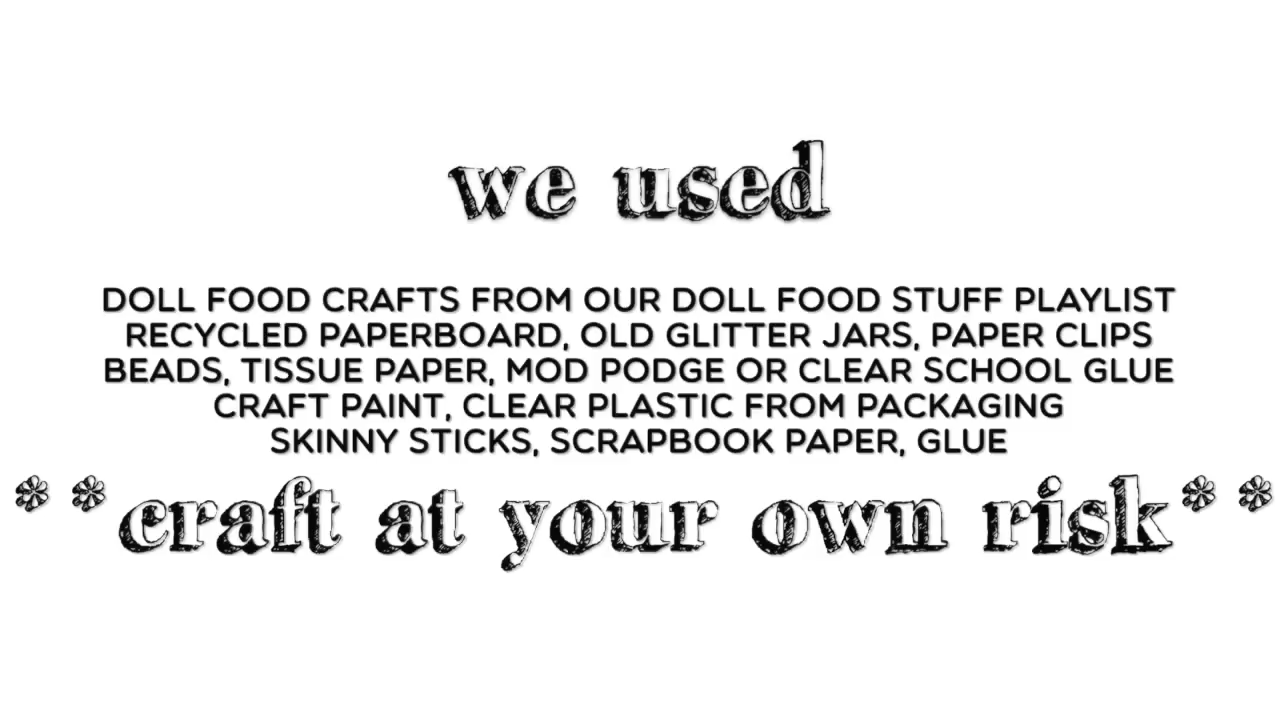 we used
DOLL FOOD CRAFTS FROM OUR DOLL FOOD STUFF PLAYLIST
RECYCLED PAPERBOARD, OLD GLITTER JARS, PAPER CLIPS
BEADS, TISSUE PAPER, MOD PODGE OR CLEAR SCHOOL GLUE
CRAFT PAINT, CLEAR PLASTIC FROM PACKAGING
SKINNY STICKS, SCRAPBOOK PAPER, GLUE
**craft at your own risk**